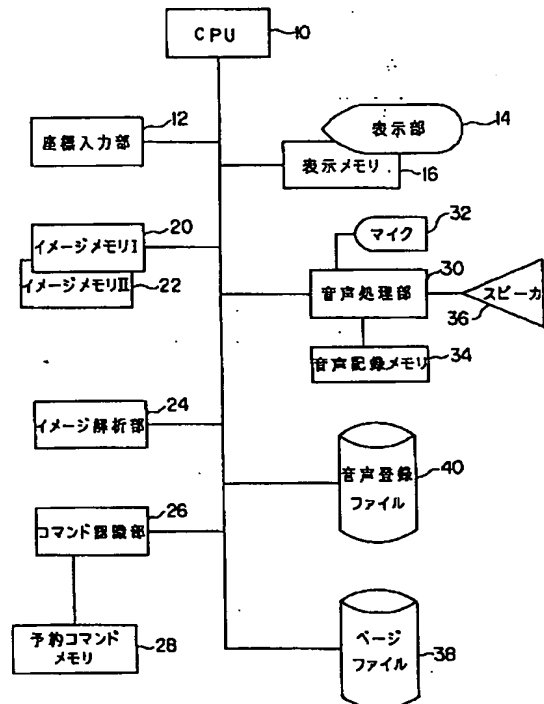 CPU
10
座標入力部
12
表示部
14
表示メモリ
16
イメージメモリI
20
イメージメモリII
22
マイク
32
音声処理部
30
スピーカ
36
音声記録メモリ
34
イメージ解析部
24
音声登録
ファイル
40
コマンド認識部
26
予約コマンド
メモリ
28
ページ
ファイル
38